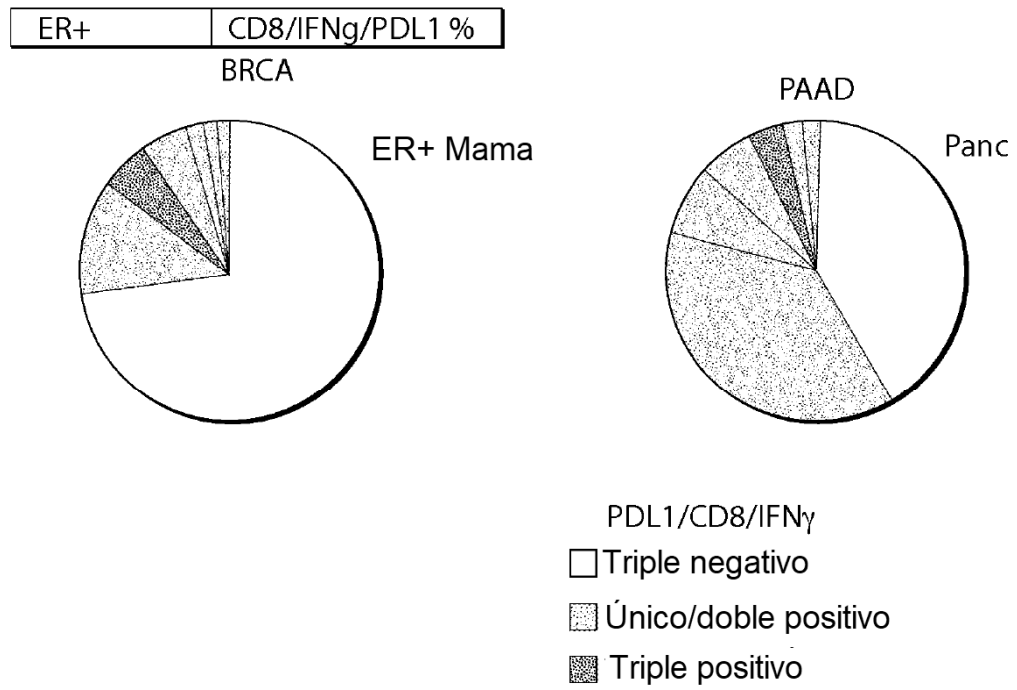 ER+ CD8/IFNg/PDL1 %
BRCA
ER+ Mama
PAAD
Panc
PDL1/CD8/IFNγ
Triple negativo
Único/doble positivo
Triple positivo